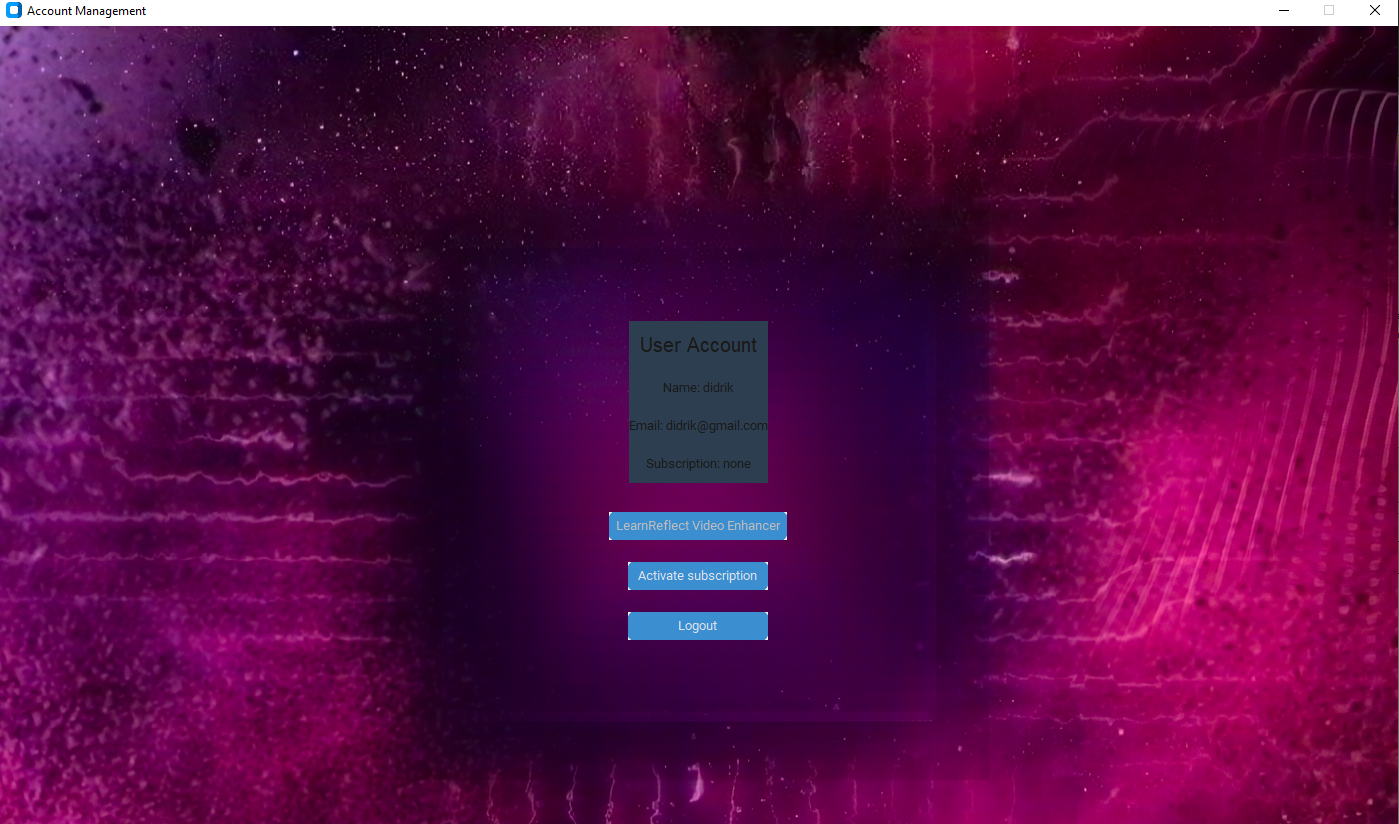 Account Management
User Account
Name: didrik
Email: didrik@gmail.com
Subscription: none
LearnReflect Video Enhancer
Activate subscription
Logout